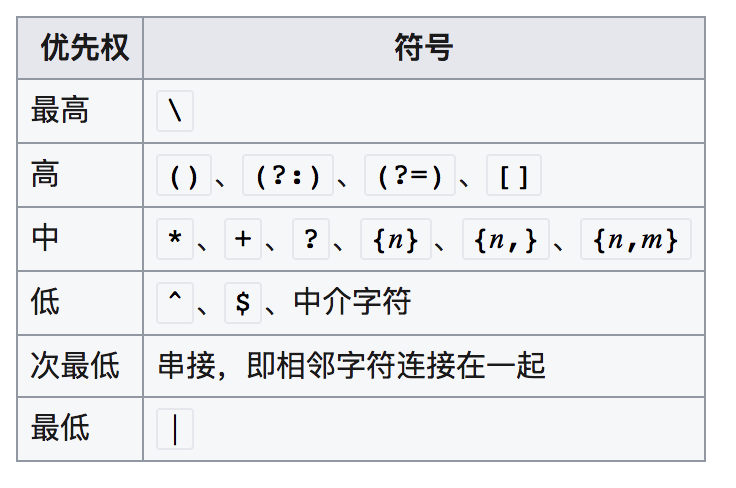 优先权 符号
最高 \
高 ()、(?:)、(?=)、[]
中 *、+、?、{n}、{n,}、{n,m}
低 ^、$、中介字符
次最低 串接，即相邻字符连接在一起
最低 |